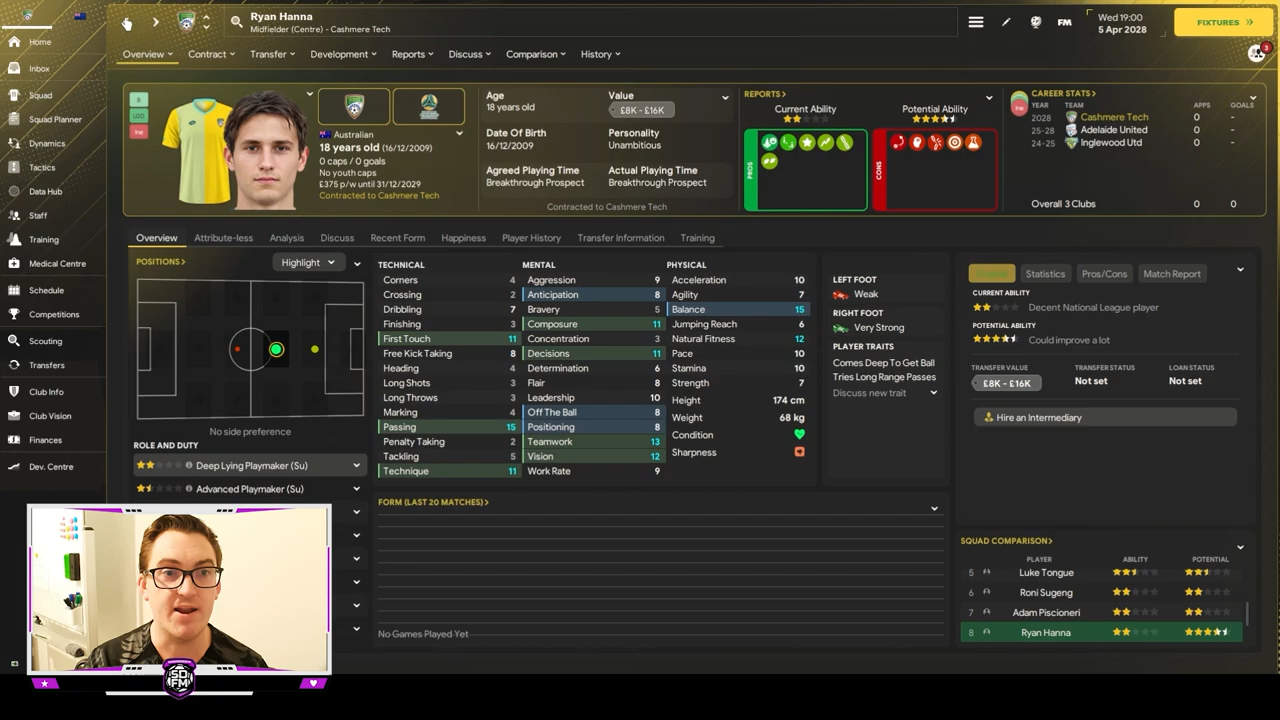 Ryan Hanna
Midfielder (Centre) - Cashmere Tech
FM
Wed 19:00
5 Apr 2028
FIXTURES
3
Home
Inbox
Squad
Squad Planner
Dynamics
Tactics
Data Hub
Staff
Training
Medical Centre
Schedule
Competitions
Scouting
Transfers
Club Info
Club Vision
Finances
Dev. Centre
Overview Contract Transfer Development Reports Discuss Comparison History
S
U20
Ine
Australian
18 years old (16/12/2009)
0 caps / 0 goals
No youth caps
£375 p/w until 31/12/2029
Contracted to Cashmere Tech
Age
18 years old
Value
£8K - £16K
Date Of Birth
16/12/2009
Personality
Unambitious
Agreed Playing Time
Breakthrough Prospect
Actual Playing Time
Breakthrough Prospect
Contracted to Cashmere Tech
REPORTS >
Current Ability
Potential Ability
PROS
CONS
Ine
CAREER STATS >
YEAR TEAM APPS GOALS
2028 Cashmere Tech 0 -
25-28 Adelaide United 0 -
24-25 Inglewood Utd 0 -
Overall 3 Clubs 0 0
Overview Attribute-less Analysis Discuss Recent Form Happiness Player History Transfer Information Training
POSITIONS >
Highlight
No side preference
ROLE AND DUTY
Deep Lying Playmaker (Su)
Advanced Playmaker (Su)
TECHNICAL
Corners 4
Crossing 2
Dribbling 7
Finishing 3
First Touch 11
Free Kick Taking 8
Heading 4
Long Shots 3
Long Throws 3
Marking 4
Passing 15
Penalty Taking 2
Tackling 5
Technique 11
MENTAL
Aggression 9
Anticipation 8
Bravery 5
Composure 11
Concentration 3
Decisions 11
Determination 6
Flair 8
Leadership 10
Off The Ball 8
Positioning 8
Teamwork 13
Vision 12
Work Rate 9
PHYSICAL
Acceleration 10
Agility 7
Balance 15
Jumping Reach 6
Natural Fitness 12
Pace 10
Stamina 10
Strength 7
Height 174 cm
Weight 68 kg
Condition
Sharpness
LEFT FOOT
Weak
RIGHT FOOT
Very Strong
PLAYER TRAITS
Comes Deep To Get Ball
Tries Long Range Passes
Discuss new trait
FORM (LAST 20 MATCHES) >
No Games Played Yet
Statistics Pros/Cons Match Report
CURRENT ABILITY
Decent National League player
POTENTIAL ABILITY
Could improve a lot
TRANSFER VALUE
£8K - £16K
TRANSFER STATUS
Not set
LOAN STATUS
Not set
Hire an Intermediary
SQUAD COMPARISON >
PLAYER ABILITY POTENTIAL
5 Luke Tongue
6 Roni Sugeng
7 Adam Piscioneri
8 Ryan Hanna
SD
FM